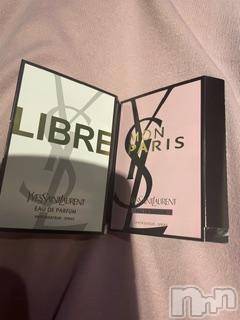 LIBRE
YVES SAINT LAURENT
EAU DE PARFUM
MON
PARIS
YVES SAINT LAURENT